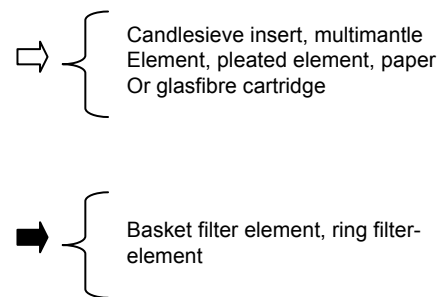 Candlesieve insert, multimantle
Element, pleated element, paper
Or glasfibre cartridge
Basket filter element, ring filter-
element